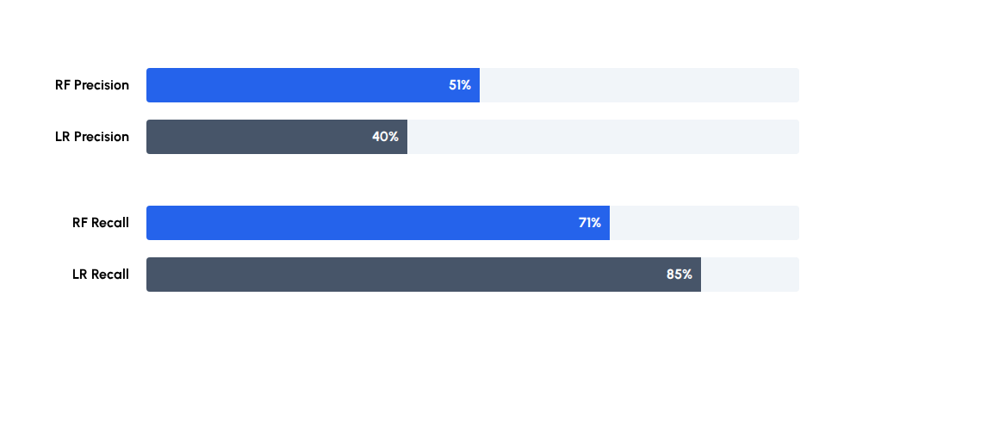 RF Precision 51%
LR Precision 40%
RF Recall 71%
LR Recall 85%